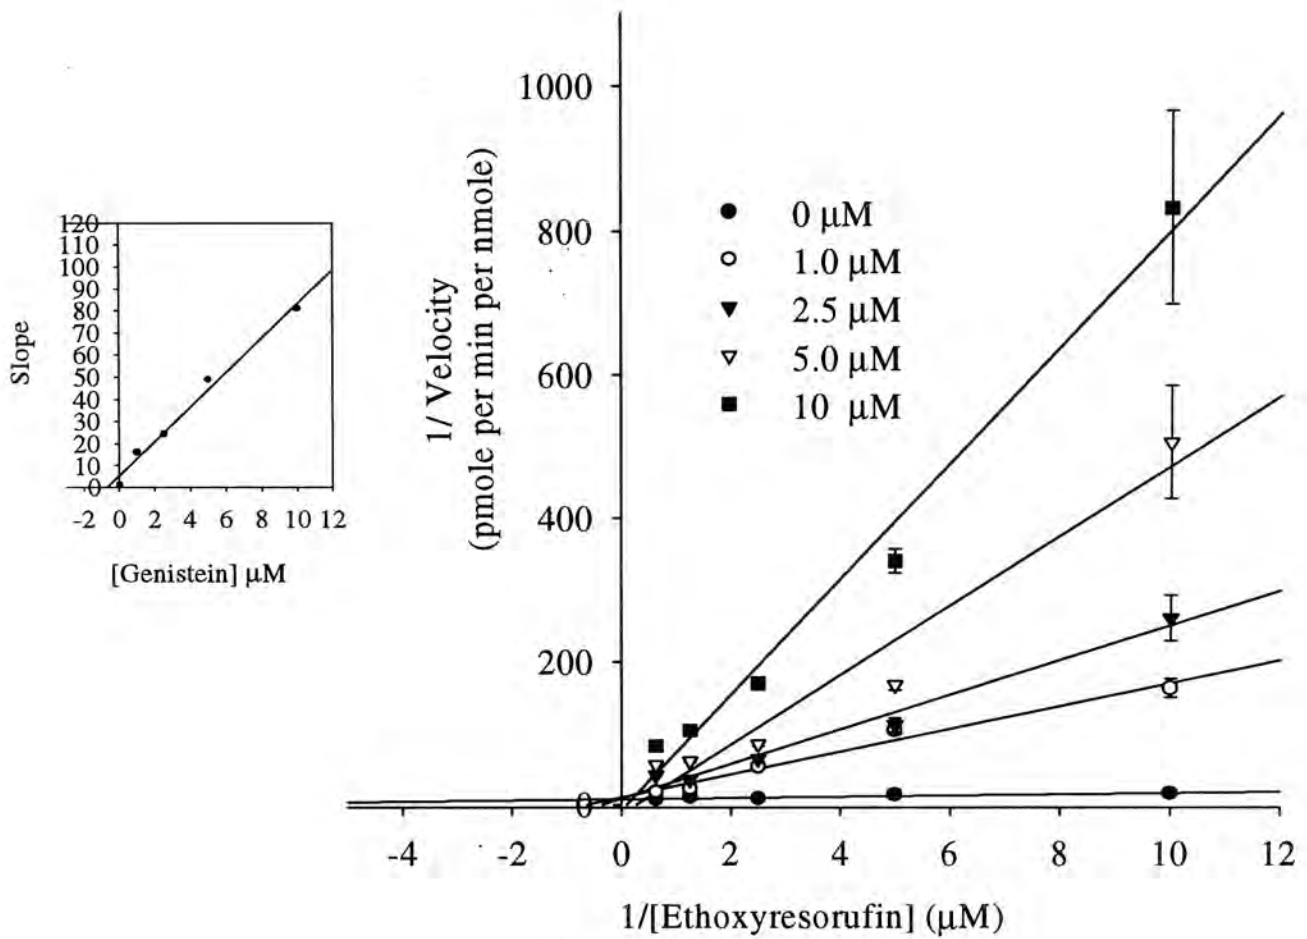 120
110
100
90
80
70
60
50
40
30
20
10
0
Slope
-2 0 2 4 6 8 10 12
[Genistein] µM
1000
800
600
400
200
0
1/ Velocity
(pmole per min per nmole)
0 µM
1.0 µM
2.5 µM
5.0 µM
10 µM
-4 -2 0 2 4 6 8 10 12
1/[Ethoxyresorufin] (µM)